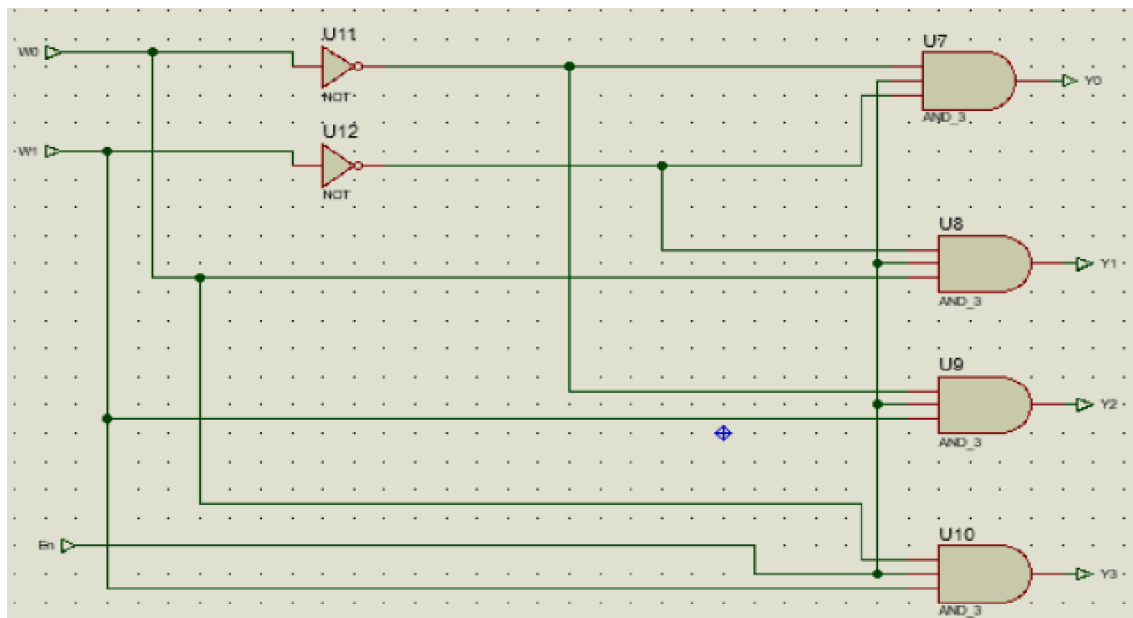 U11
W0
NOT
U7
Y0
AND_3
U12
W1
NOT
U8
Y1
AND_3
U9
Y2
AND_3
U10
En
Y3
AND_3